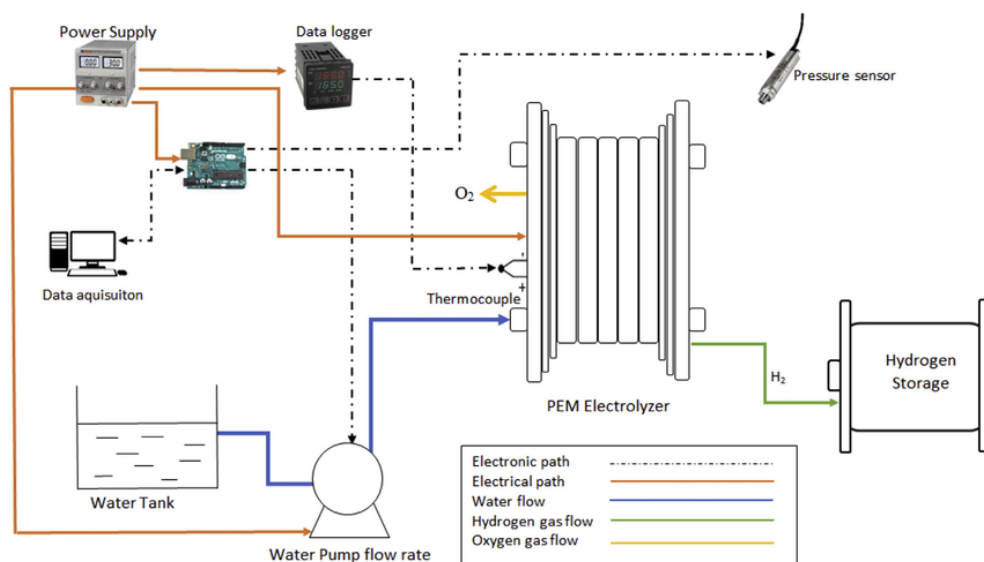 Power Supply
Data logger
Pressure sensor
O₂
Data aquisuiton
Thermocouple
-
+
PEM Electrolyzer
H₂
Hydrogen
Storage
Water Tank
Water Pump flow rate
Electronic path
Electrical path
Water flow
Hydrogen gas flow
Oxygen gas flow